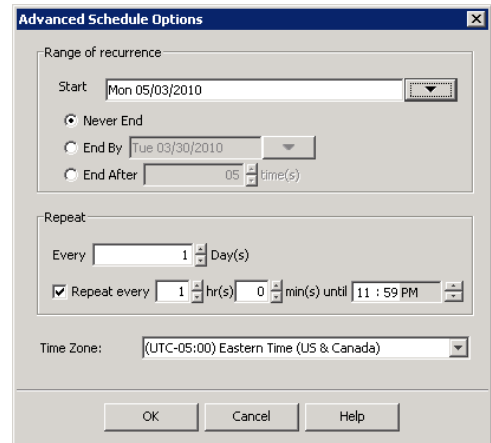 Advanced Schedule Options
Range of recurrence
Start Mon 05/03/2010
Never End
End By Tue 03/30/2010
End After 05 time(s)
Repeat
Every 1 Day(s)
Repeat every 1 hr(s) 0 min(s) until 11 : 59 PM
Time Zone: (UTC-05:00) Eastern Time (US & Canada)
OK Cancel Help